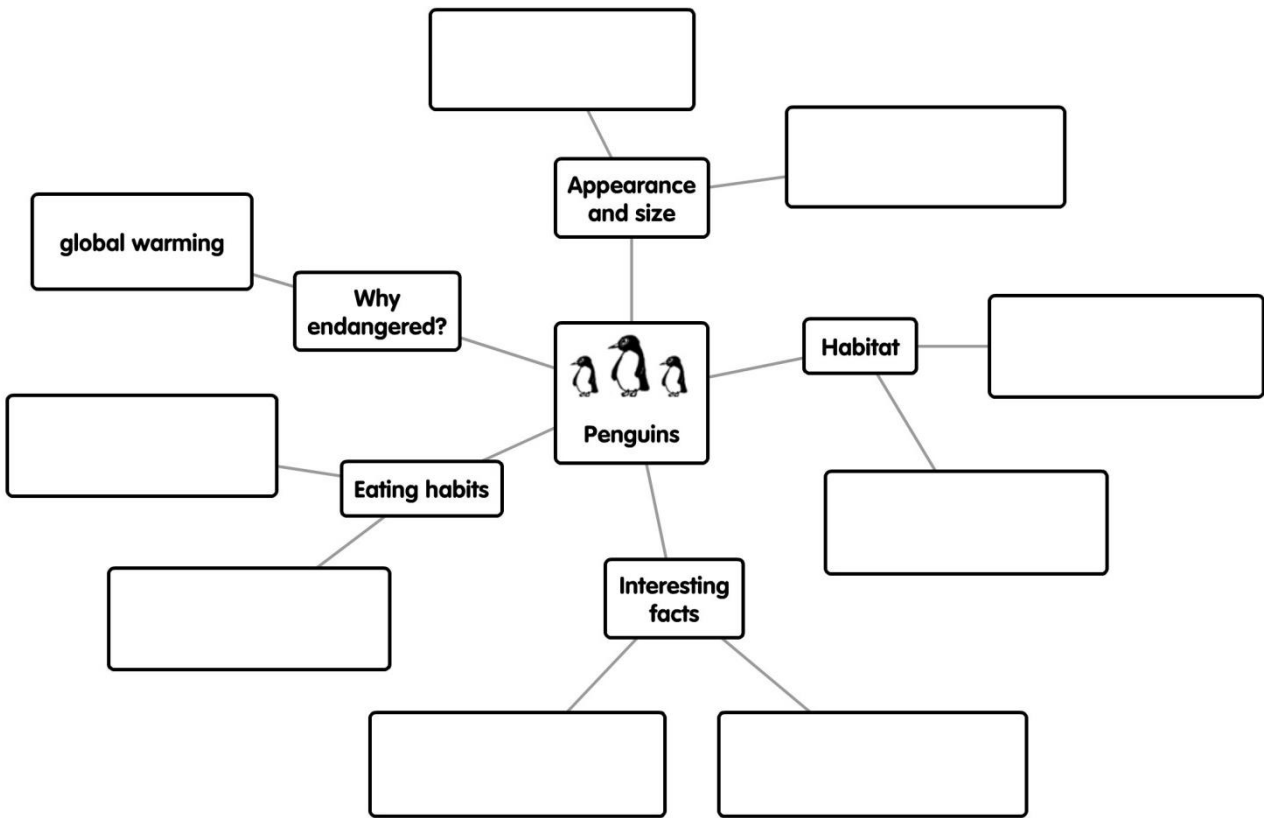 Appearance
and size
global warming
Why
endangered?
Habitat
Penguins
Eating habits
Interesting
facts